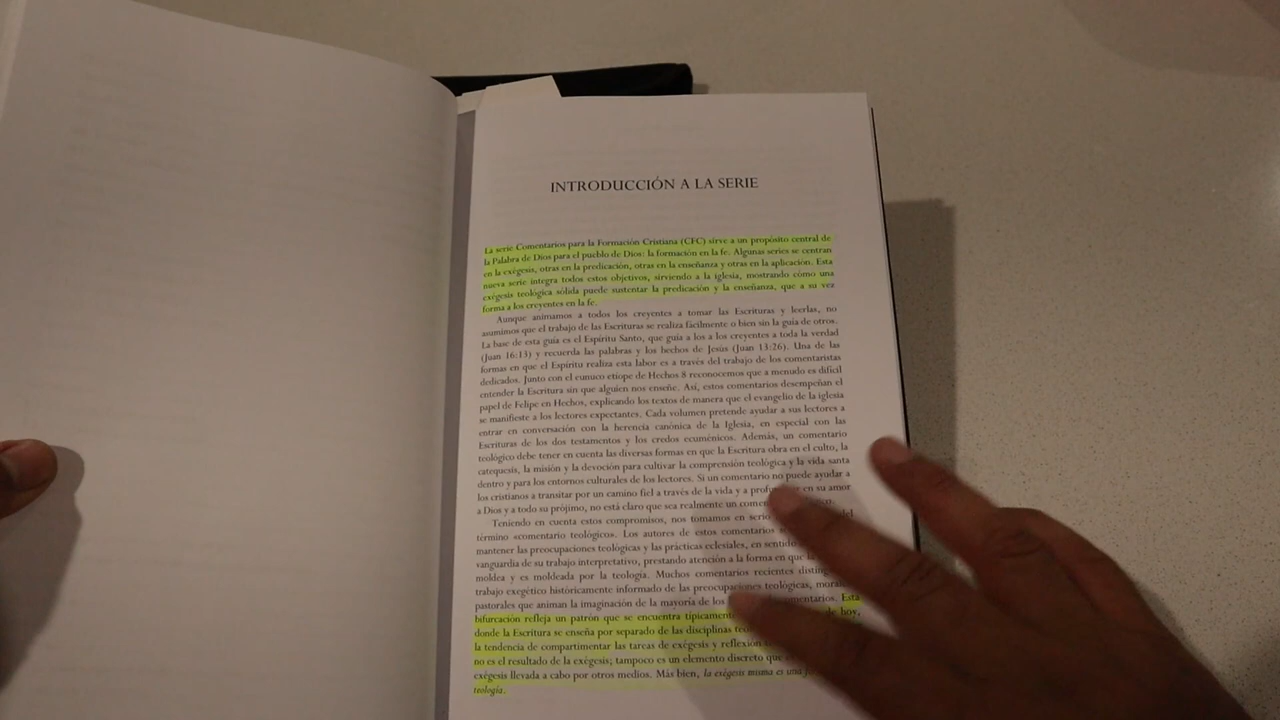 INTRODUCCIÓN A LA SERIE
La serie Comentarios para la Formación Cristiana (CFC) sirve a un propósito central de
la Palabra de Dios para el pueblo de Dios: la formación en la fe. Algunas series se centran
en la exégesis, otras en la predicación, otras en la enseñanza y otras en la aplicación. Esta
nueva serie integra todos estos objetivos, sirviendo a la iglesia, mostrando cómo una
exégesis teológica sólida puede sustentar la predicación y la enseñanza, que a su vez
forma a los creyentes en la fe.
Aunque animamos a todos los creyentes a tomar las Escrituras y leerlas, no
asumimos que el trabajo de las Escrituras se realiza fácilmente o bien sin la guía de otros.
La base de esta guía es el Espíritu Santo, que guía a los a los creyentes a toda la verdad
(Juan 16:13) y recuerda las palabras y los hechos de Jesús (Juan 13:26). Una de las
formas en que el Espíritu realiza esta labor es a través del trabajo de los comentaristas
dedicados. Junto con el eunuco etíope de Hechos 8 reconocemos que a menudo es difícil
entender la Escritura sin que alguien nos enseñe. Así, estos comentarios desempeñan el
papel de Felipe en Hechos, explicando los textos de manera que el evangelio de la iglesia
se manifieste a los lectores expectantes. Cada volumen pretende ayudar a sus lectores a
entrar en conversación con la herencia canónica de la Iglesia, en especial con las
Escrituras de los dos testamentos y los credos ecuménicos. Además, un comentario
teológico debe tener en cuenta las diversas formas en que la Escritura obra en el culto, la
catequesis, la misión y la devoción para cultivar la comprensión teológica y la vida santa
dentro y para los entornos culturales de los lectores. Si un comentario no puede ayudar a
los cristianos a transitar por un camino fiel a través de la vida y a en su amor
a Dios y a todo su prójimo, no está claro que sea realmente un
Teniendo en cuenta estos compromisos, nos tomamos en serio del
término «comentario teológico». Los autores de estos comentarios
mantener las preocupaciones teológicas y las prácticas eclesiales, en sentido
vanguardia de su trabajo interpretativo, prestando atención a la forma en que
moldea y es moldeada por la teología. Muchos comentarios recientes
trabajo exegético históricamente informado de las preocupaciones teológicas,
pastorales que animan la imaginación de la mayoría de los Esta
bifurcación refleja un patrón que se encuentra de hoy,
donde la Escritura se enseña por separado de las disciplinas
la tendencia de compartimentar las tareas de exégesis y reflexión
no es el resultado de la exégesis; tampoco es un elemento discreto que
exégesis llevada a cabo por otros medios. Más bien, la exégesis misma es una
teología.